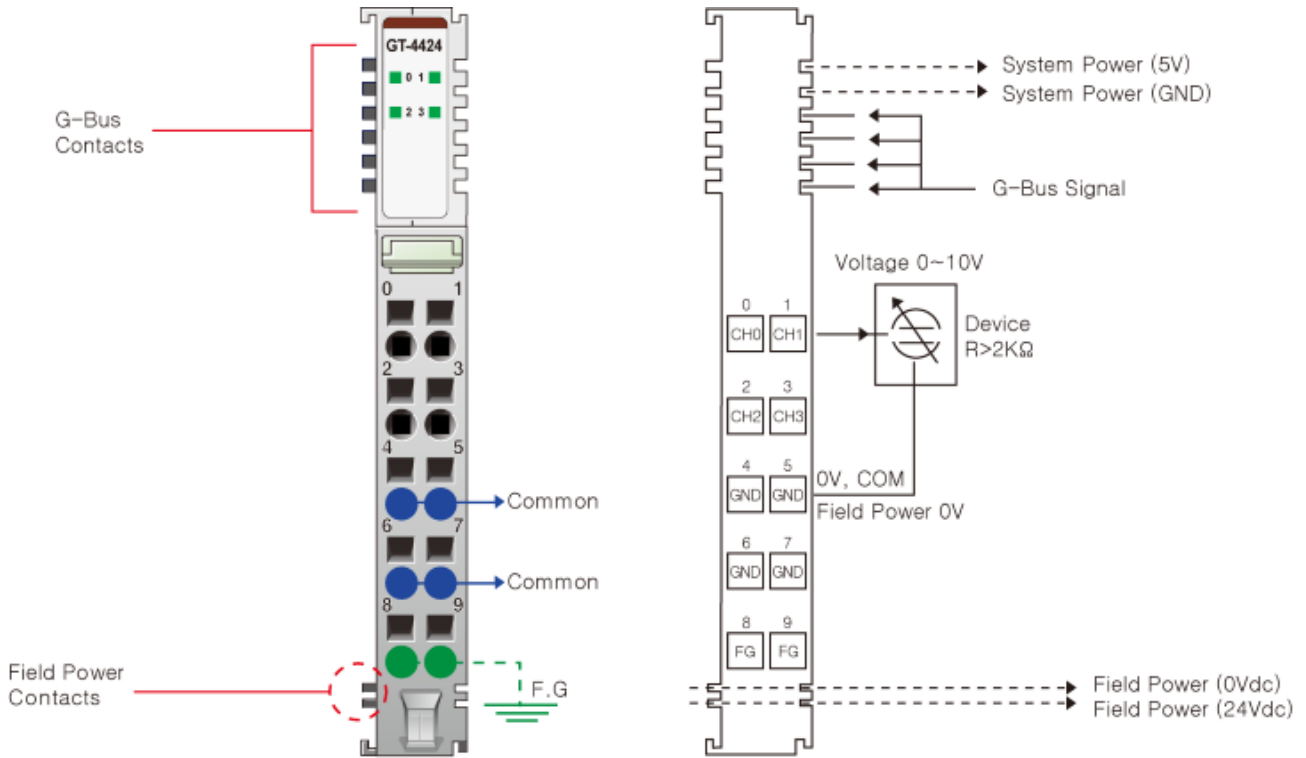 GT-4424
0 1
2 3
G-Bus
Contacts
0 1
2 3
4 5
Common
6 7
Common
8 9
Field Power
Contacts
F.G
System Power (5V)
System Power (GND)
G-Bus Signal
Voltage 0~10V
0 1
CH0 CH1
Device
R>2KΩ
2 3
CH2 CH3
4 5
GND GND
0V, COM
Field Power 0V
6 7
GND GND
8 9
FG FG
Field Power (0Vdc)
Field Power (24Vdc)